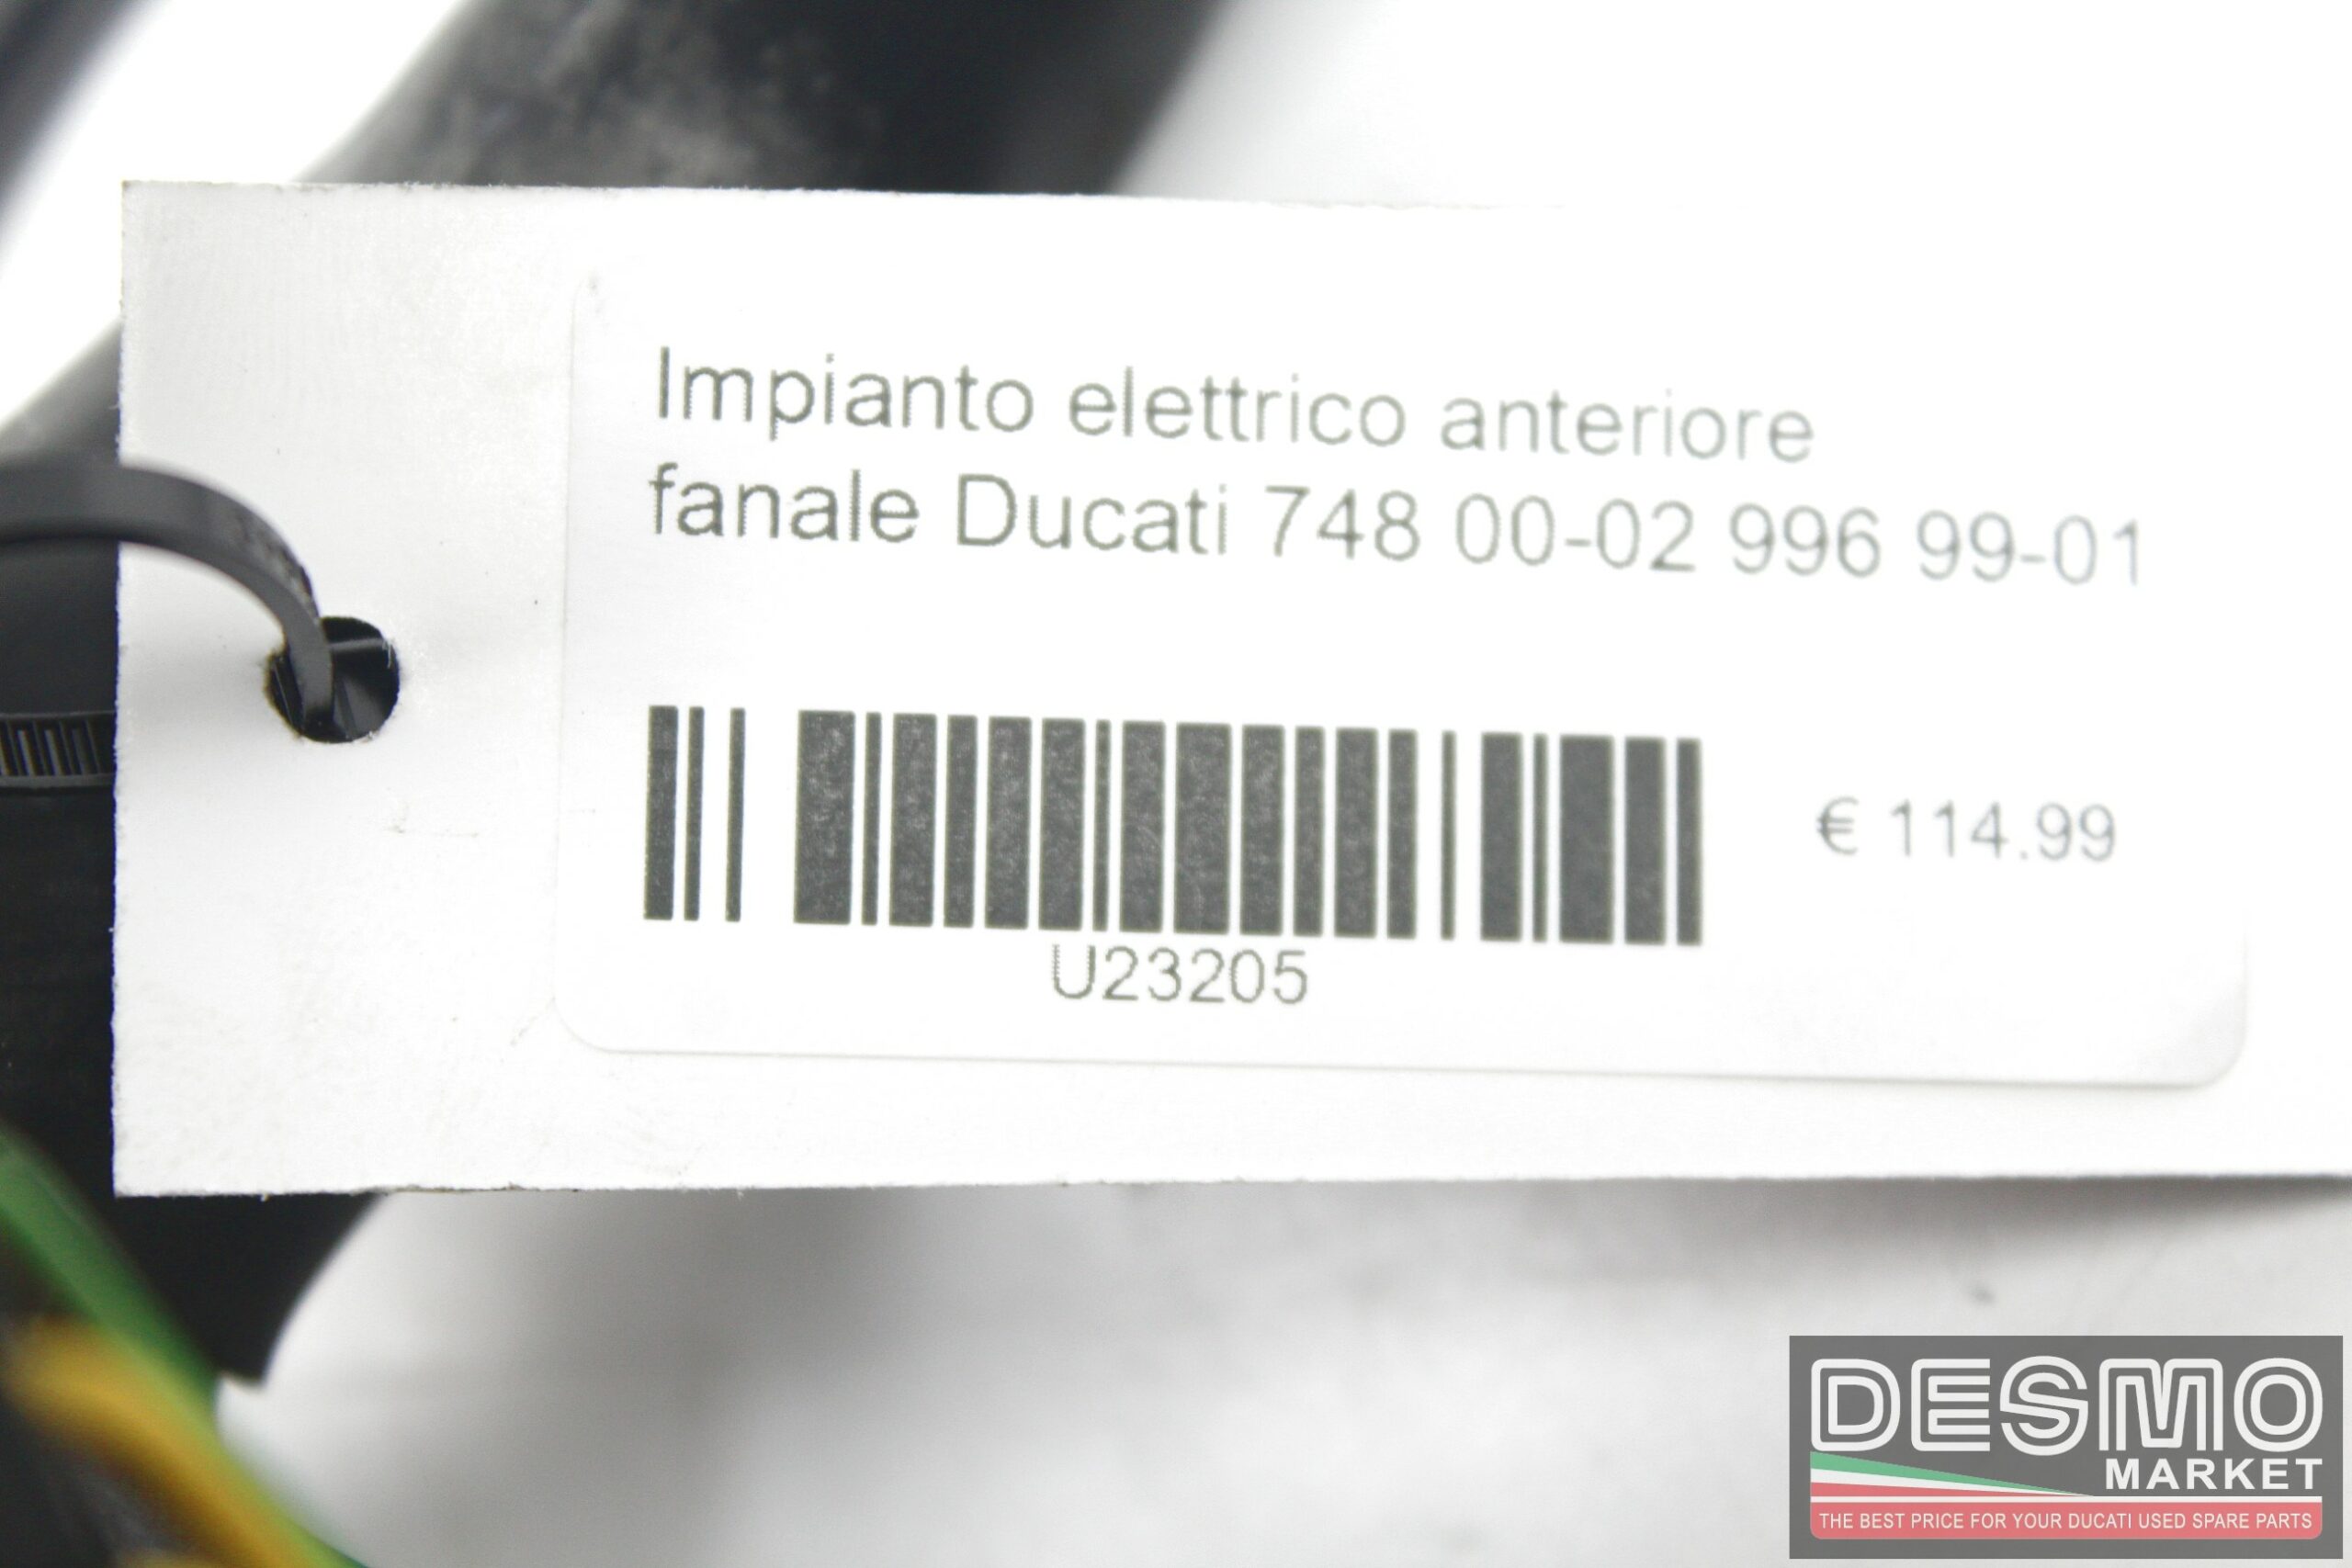 Impianto elettrico anteriore
fanale Ducati 748 00-02 996 99-01
€ 114.99
U23205
DESMO
MARKET
THE BEST PRICE FOR YOUR DUCATI USED SPARE PARTS